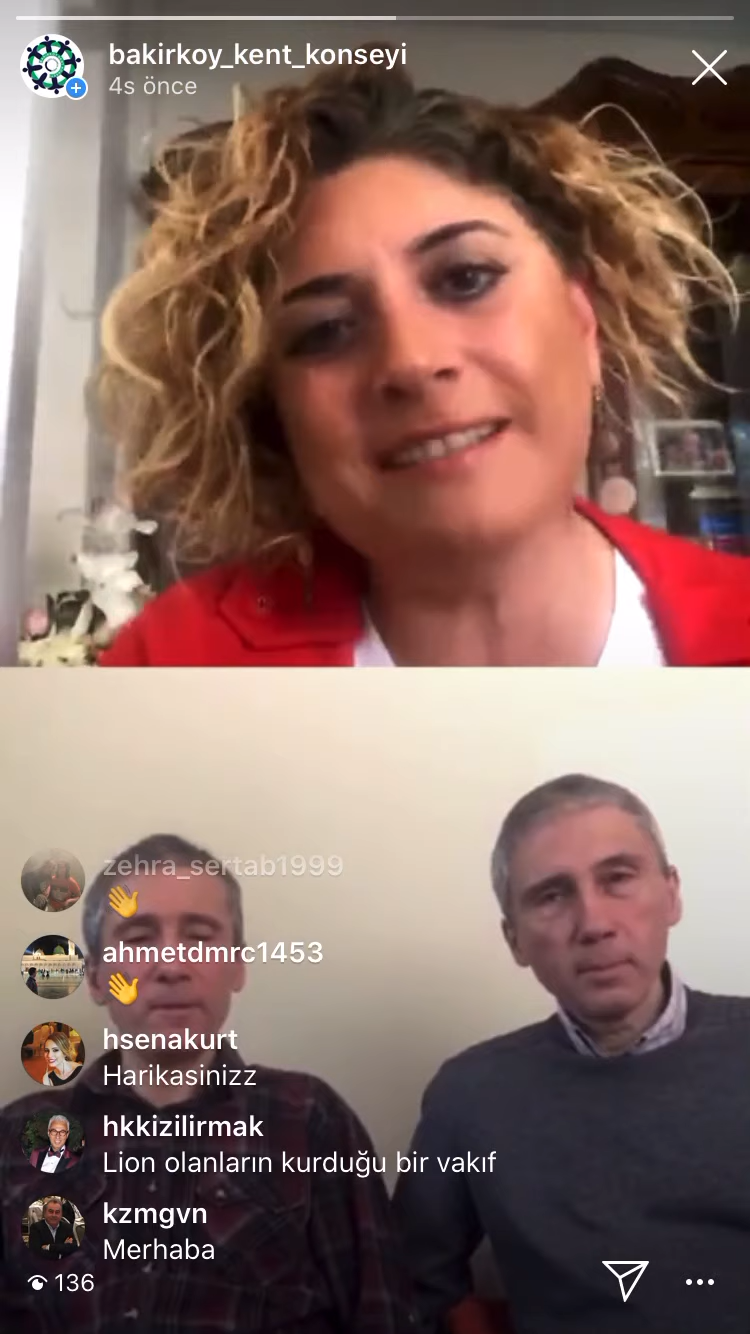 bakirkoy_kent_konseyi
4s önce
zehra_sertab1999
👋
ahmetdmrc1453
👋
hsenakurt
Harikasinizz
hkkizilirmak
Lion olanların kurduğu bir vakıf
kzmgvn
Merhaba
136